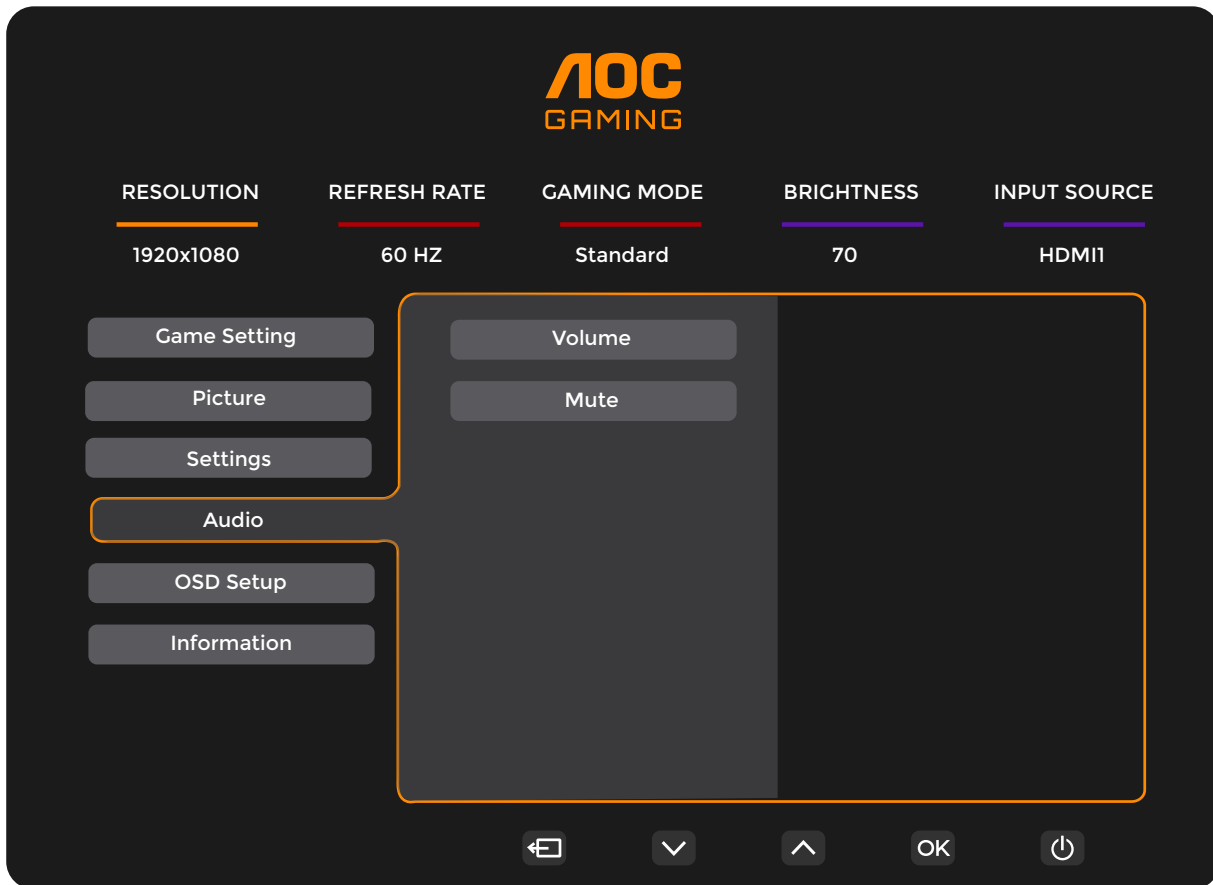 AOC
GAMING
RESOLUTION REFRESH RATE GAMING MODE BRIGHTNESS INPUT SOURCE
1920x1080 60 HZ Standard 70 HDMI1
Game Setting Volume
Picture Mute
Settings
Audio
OSD Setup
Information
OK